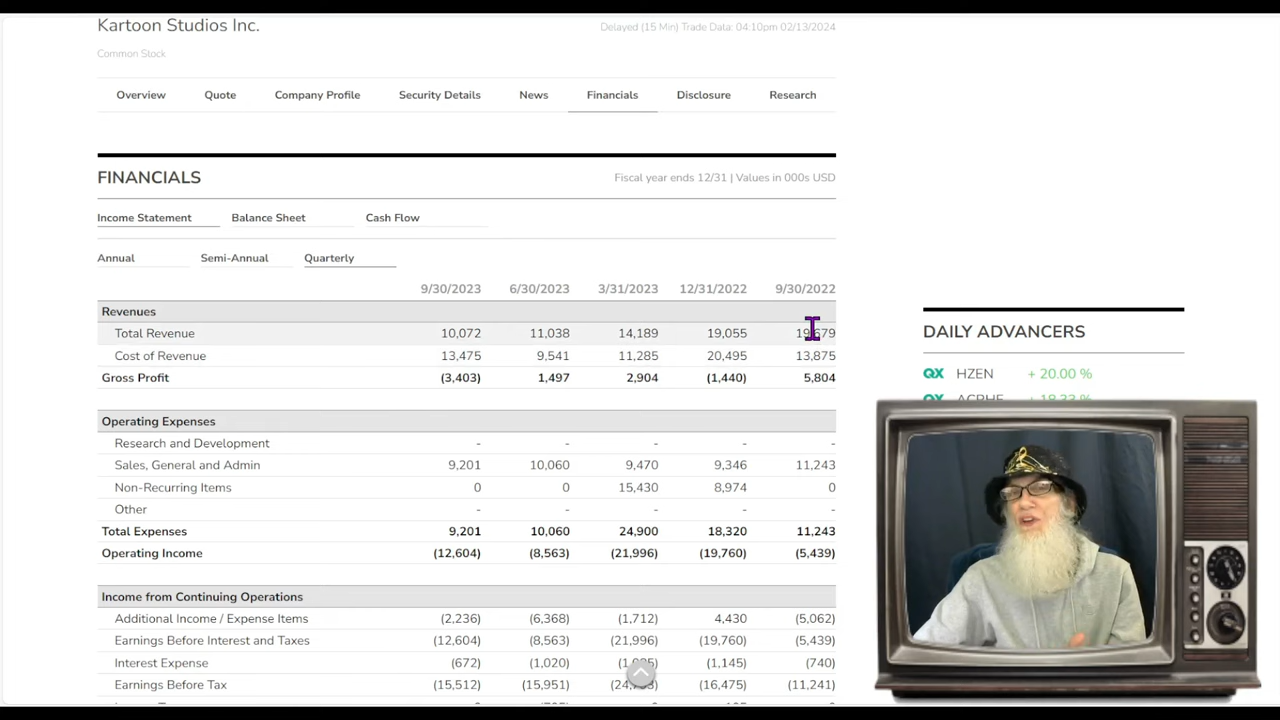 Kartoon Studios Inc.
Delayed (15 Min) Trade Data: 04:10pm 02/13/2024
Common Stock
Overview Quote Company Profile Security Details News Financials Disclosure Research
FINANCIALS
Fiscal year ends 12/31 | Values in 000s USD
Income Statement Balance Sheet Cash Flow
Annual Semi-Annual Quarterly
9/30/2023 6/30/2023 3/31/2023 12/31/2022 9/30/2022
Revenues
Total Revenue 10,072 11,038 14,189 19,055
Cost of Revenue 13,475 9,541 11,285 20,495 13,875
Gross Profit (3,403) 1,497 2,904 (1,440) 5,804
Operating Expenses
Research and Development - - - - -
Sales, General and Admin 9,201 10,060 9,470 9,346 11,243
Non-Recurring Items 0 0 15,430 8,974 0
Other - - - - -
Total Expenses 9,201 10,060 24,900 18,320 11,243
Operating Income (12,604) (8,563) (21,996) (19,760) (5,439)
Income from Continuing Operations
Additional Income / Expense Items (2,236) (6,368) (1,712) 4,430 (5,062)
Earnings Before Interest and Taxes (12,604) (8,563) (21,996) (19,760) (5,439)
Interest Expense (672) (1,020) (1,145) (740)
Earnings Before Tax (15,512) (15,951) (16,475) (11,241)
DAILY ADVANCERS
QX HZEN + 20.00 %